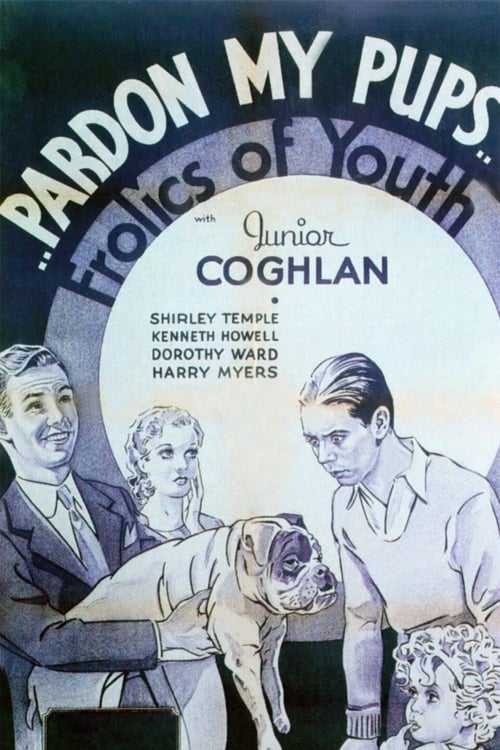 "PARDON MY PUPS"
Frolics of Youth
with Junior
COGHLAN
SHIRLEY TEMPLE
KENNETH HOWELL
DOROTHY WARD
HARRY MYERS